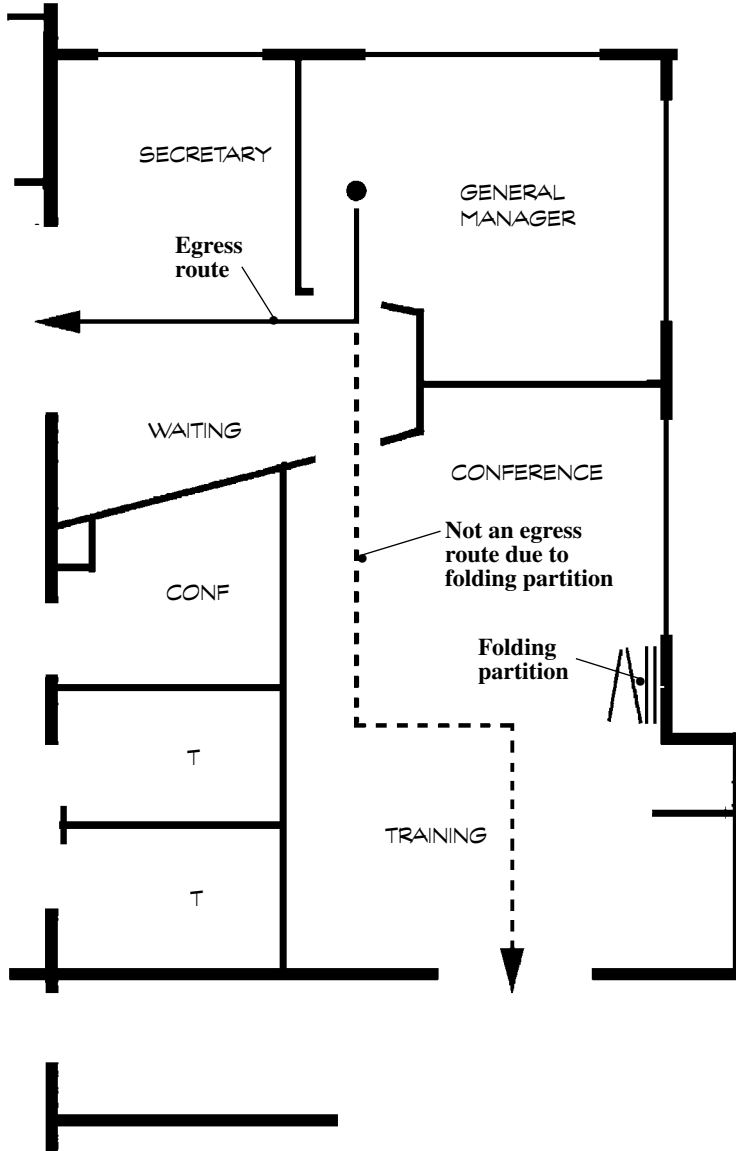 SECRETARY
GENERAL
MANAGER
Egress
route
WAITING
CONFERENCE
Not an egress
route due to
folding partition
CONF
Folding
partition
T
TRAINING
T